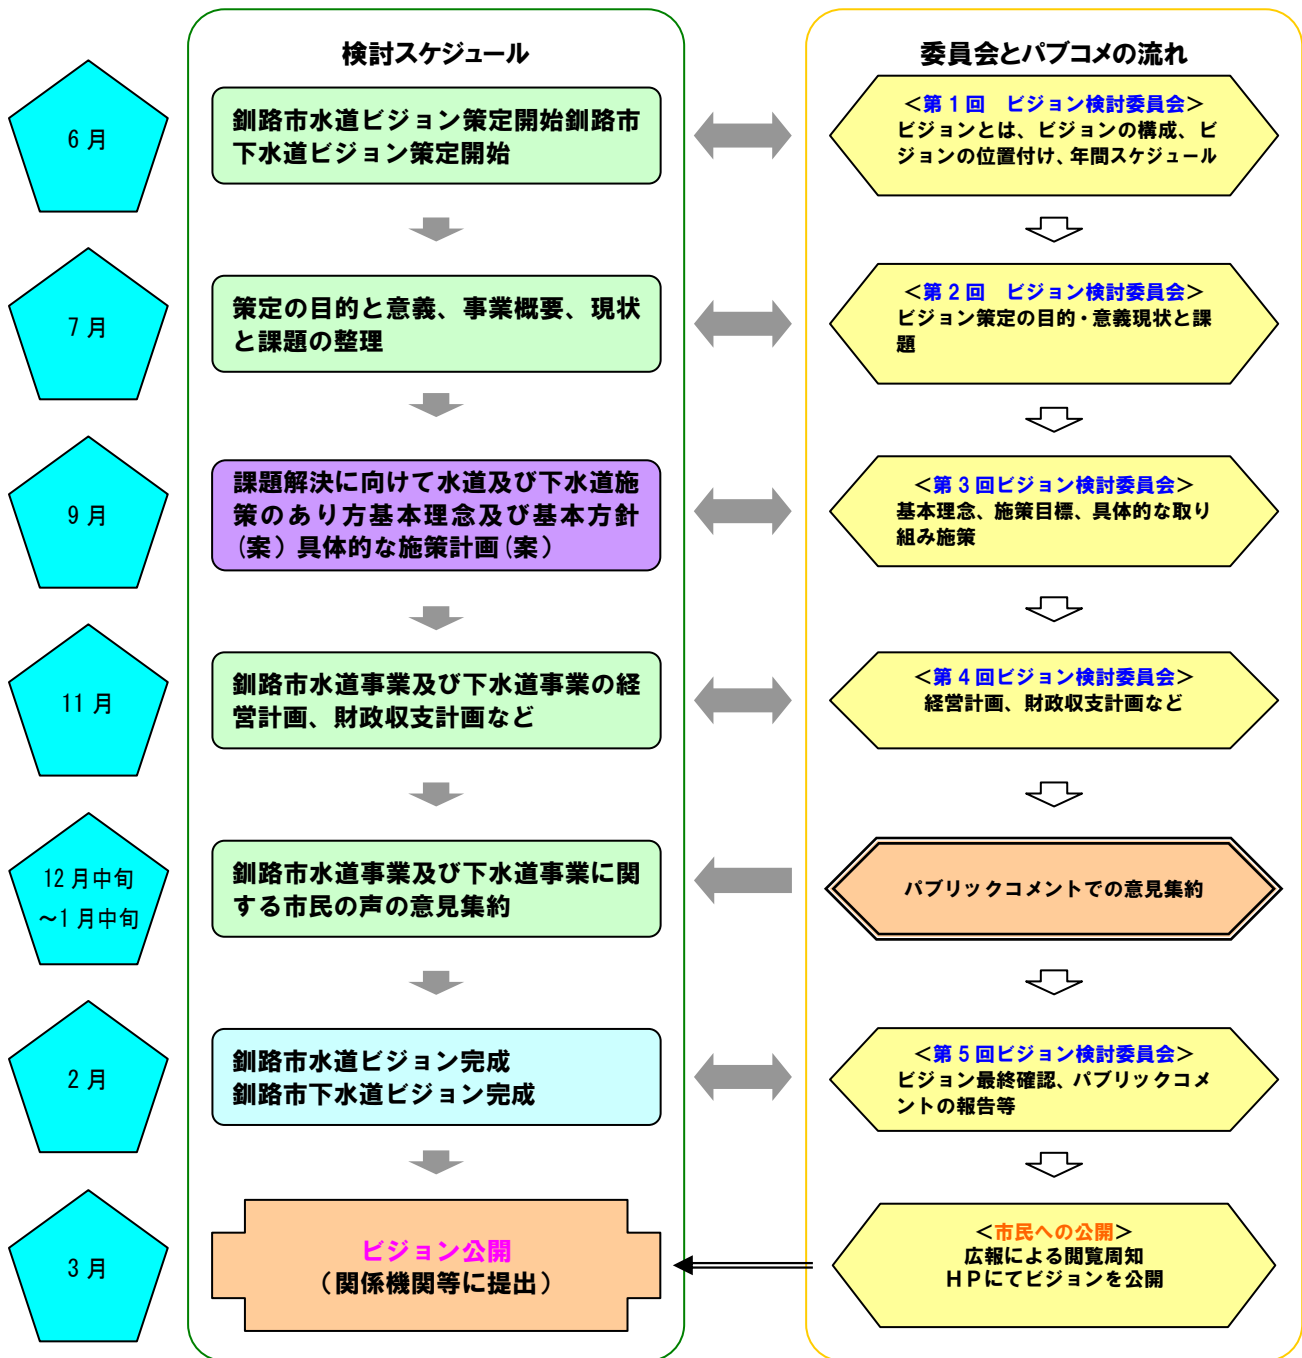 検討スケジュール
委員会とパブコメの流れ
6 月
釧路市水道ビジョン策定開始釧路市
下水道ビジョン策定開始
＜第 1 回　ビジョン検討委員会＞
ビジョンとは、ビジョンの構成、ビ
ジョンの位置付け、年間スケジュール
7 月
策定の目的と意義、事業概要、現状
と課題の整理
＜第 2 回　ビジョン検討委員会＞
ビジョン策定の目的・意義現状と課
題
9 月
課題解決に向けて水道及び下水道施
策のあり方基本理念及び基本方針
(案) 具体的な施策計画(案)
＜第 3 回ビジョン検討委員会＞
基本理念、施策目標、具体的な取り
組み施策
11 月
釧路市水道事業及び下水道事業の経
営計画、財政収支計画など
＜第 4 回ビジョン検討委員会＞
経営計画、財政収支計画など
12 月中旬
～1 月中旬
釧路市水道事業及び下水道事業に関
する市民の声の意見集約
パブリックコメントでの意見集約
2 月
釧路市水道ビジョン完成
釧路市下水道ビジョン完成
＜第 5 回ビジョン検討委員会＞
ビジョン最終確認、パブリックコメ
ントの報告等
3 月
ビジョン公開
（関係機関等に提出）
＜市民への公開＞
広報による閲覧周知
ＨＰにてビジョンを公開